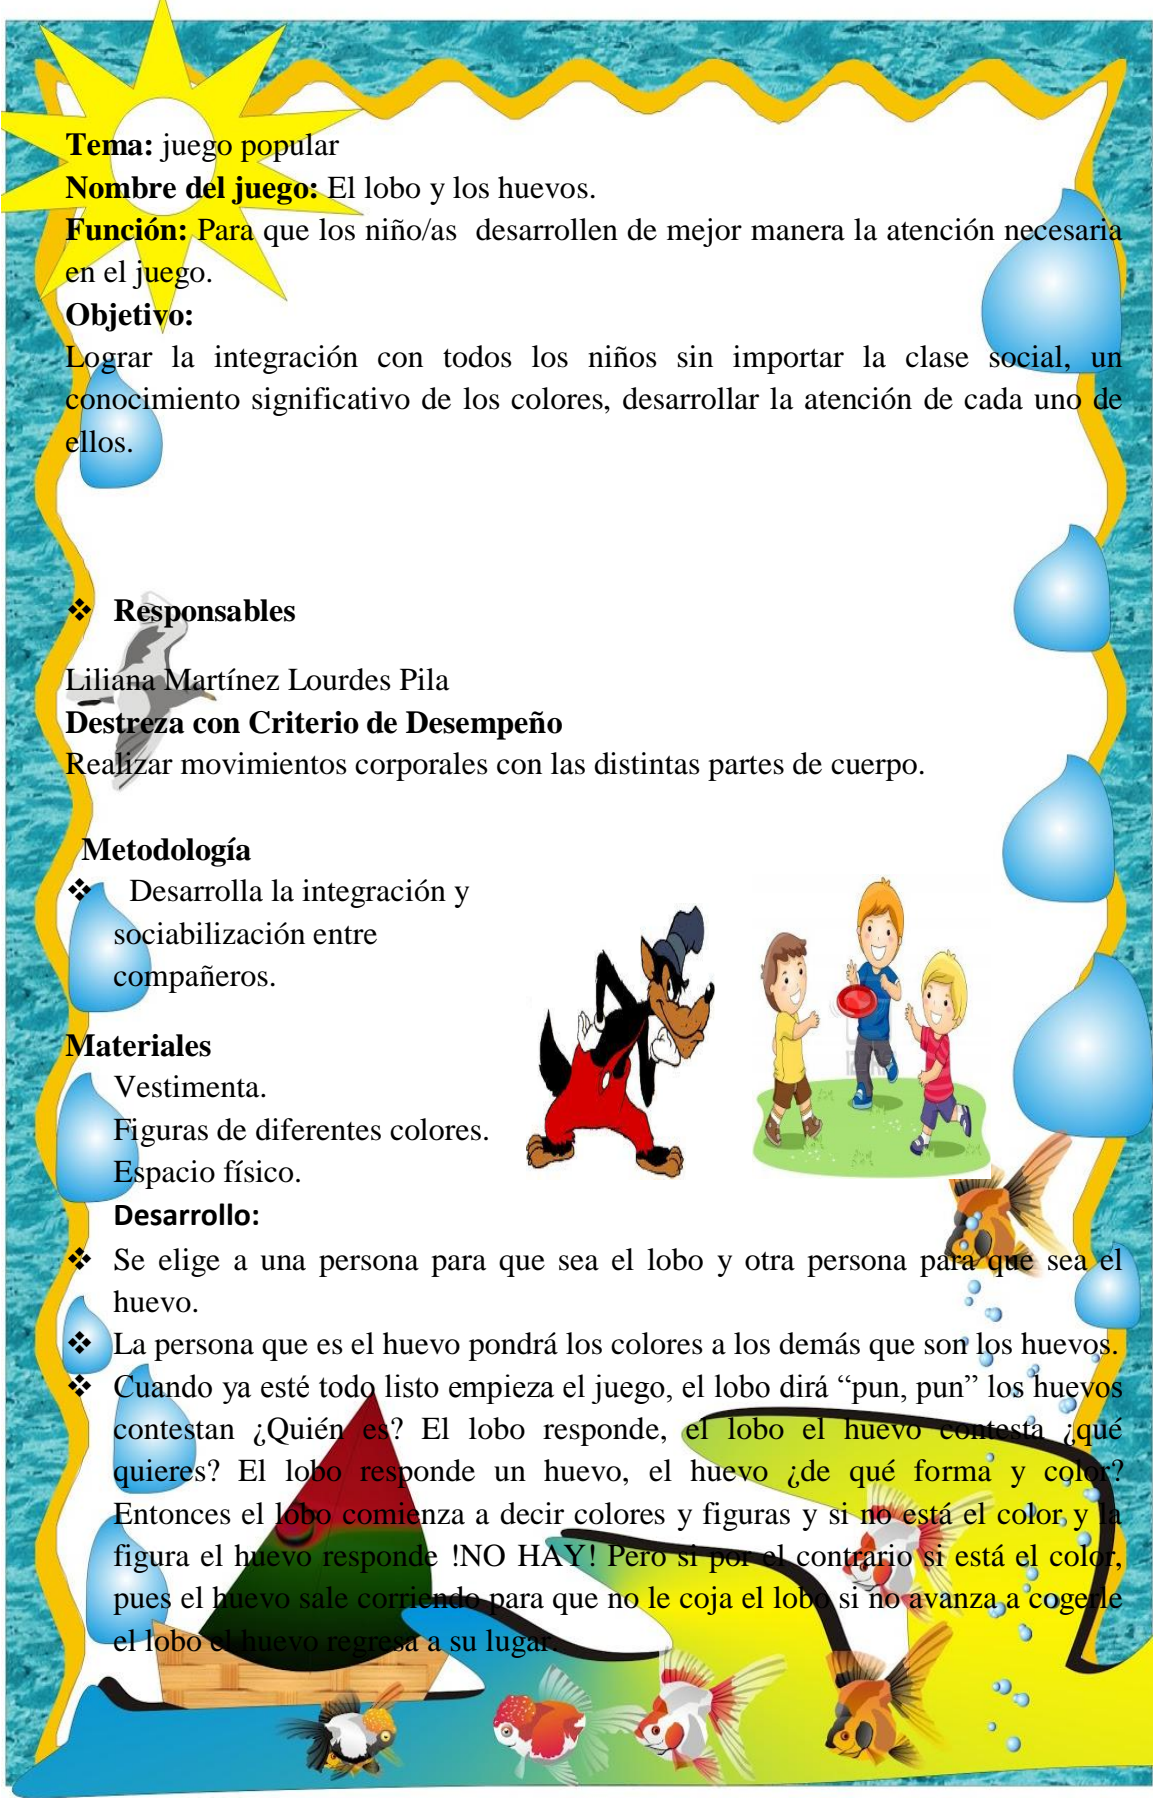 Tema: juego popular
Nombre del juego: El lobo y los huevos.
Función: Para que los niño/as desarrollen de mejor manera la atención necesaria
en el juego.
Objetivo:
Lograr la integración con todos los niños sin importar la clase social, un
conocimiento significativo de los colores, desarrollar la atención de cada uno de
ellos.
❖ Responsables
Liliana Martínez Lourdes Pila
Destreza con Criterio de Desempeño
Realizar movimientos corporales con las distintas partes de cuerpo.
Metodología
❖ Desarrolla la integración y
sociabilización entre
compañeros.
Materiales
Vestimenta.
Figuras de diferentes colores.
Espacio físico.
Desarrollo:
❖ Se elige a una persona para que sea el lobo y otra persona para que sea el
huevo.
❖ La persona que es el huevo pondrá los colores a los demás que son los huevos.
❖ Cuando ya esté todo listo empieza el juego, el lobo dirá “pun, pun” los huevos
contestan ¿Quién es? El lobo responde, el lobo el huevo contesta ¿qué
quieres? El lobo responde un huevo, el huevo ¿de qué forma y color?
Entonces el lobo comienza a decir colores y figuras y si no está el color y la
figura el huevo responde !NO HAY! Pero si por el contrario si está el color,
pues el huevo sale corriendo para que no le coja el lobo si no avanza a cogerle
el lobo el huevo regresa a su lugar.